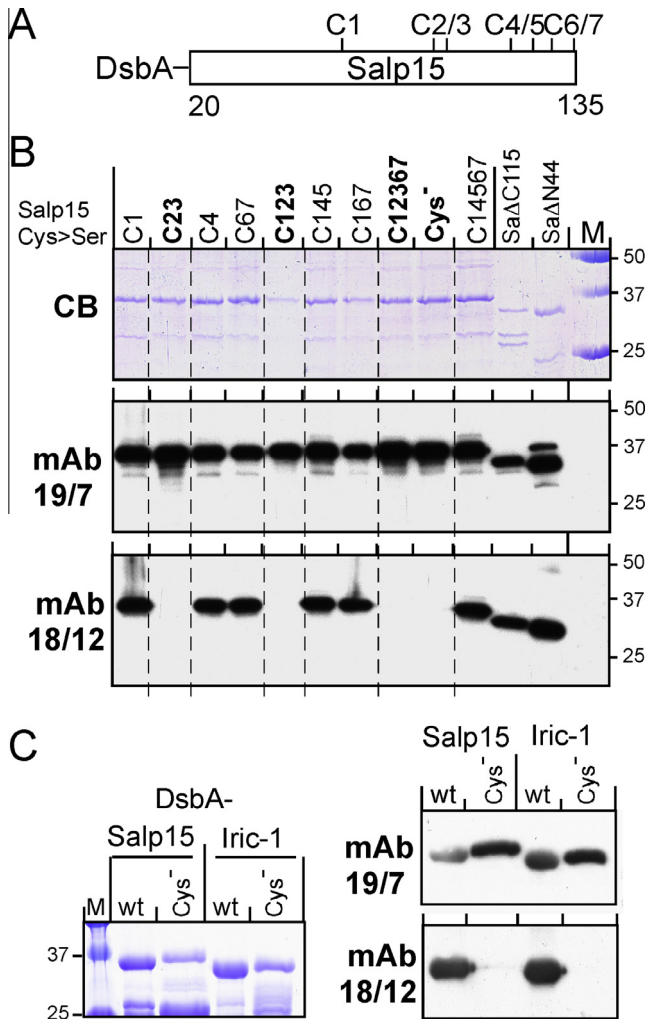 A
C1 C2/3 C4/5 C6/7
DsbA Salp15
20 135
B
Salp15
Cys>Ser
C1 C23 C4 C67 C123 C145 C167 C12367 Cys⁻ C14567 SaΔC115 SaΔN44 M
CB
50
37
25
mAb
19/7
50
37
25
mAb
18/12
50
37
25
C
DsbA-
Salp15 Iric-1
M wt Cys⁻ wt Cys⁻
37
25
Salp15 Iric-1
wt Cys⁻ wt Cys⁻
mAb
19/7
mAb
18/12